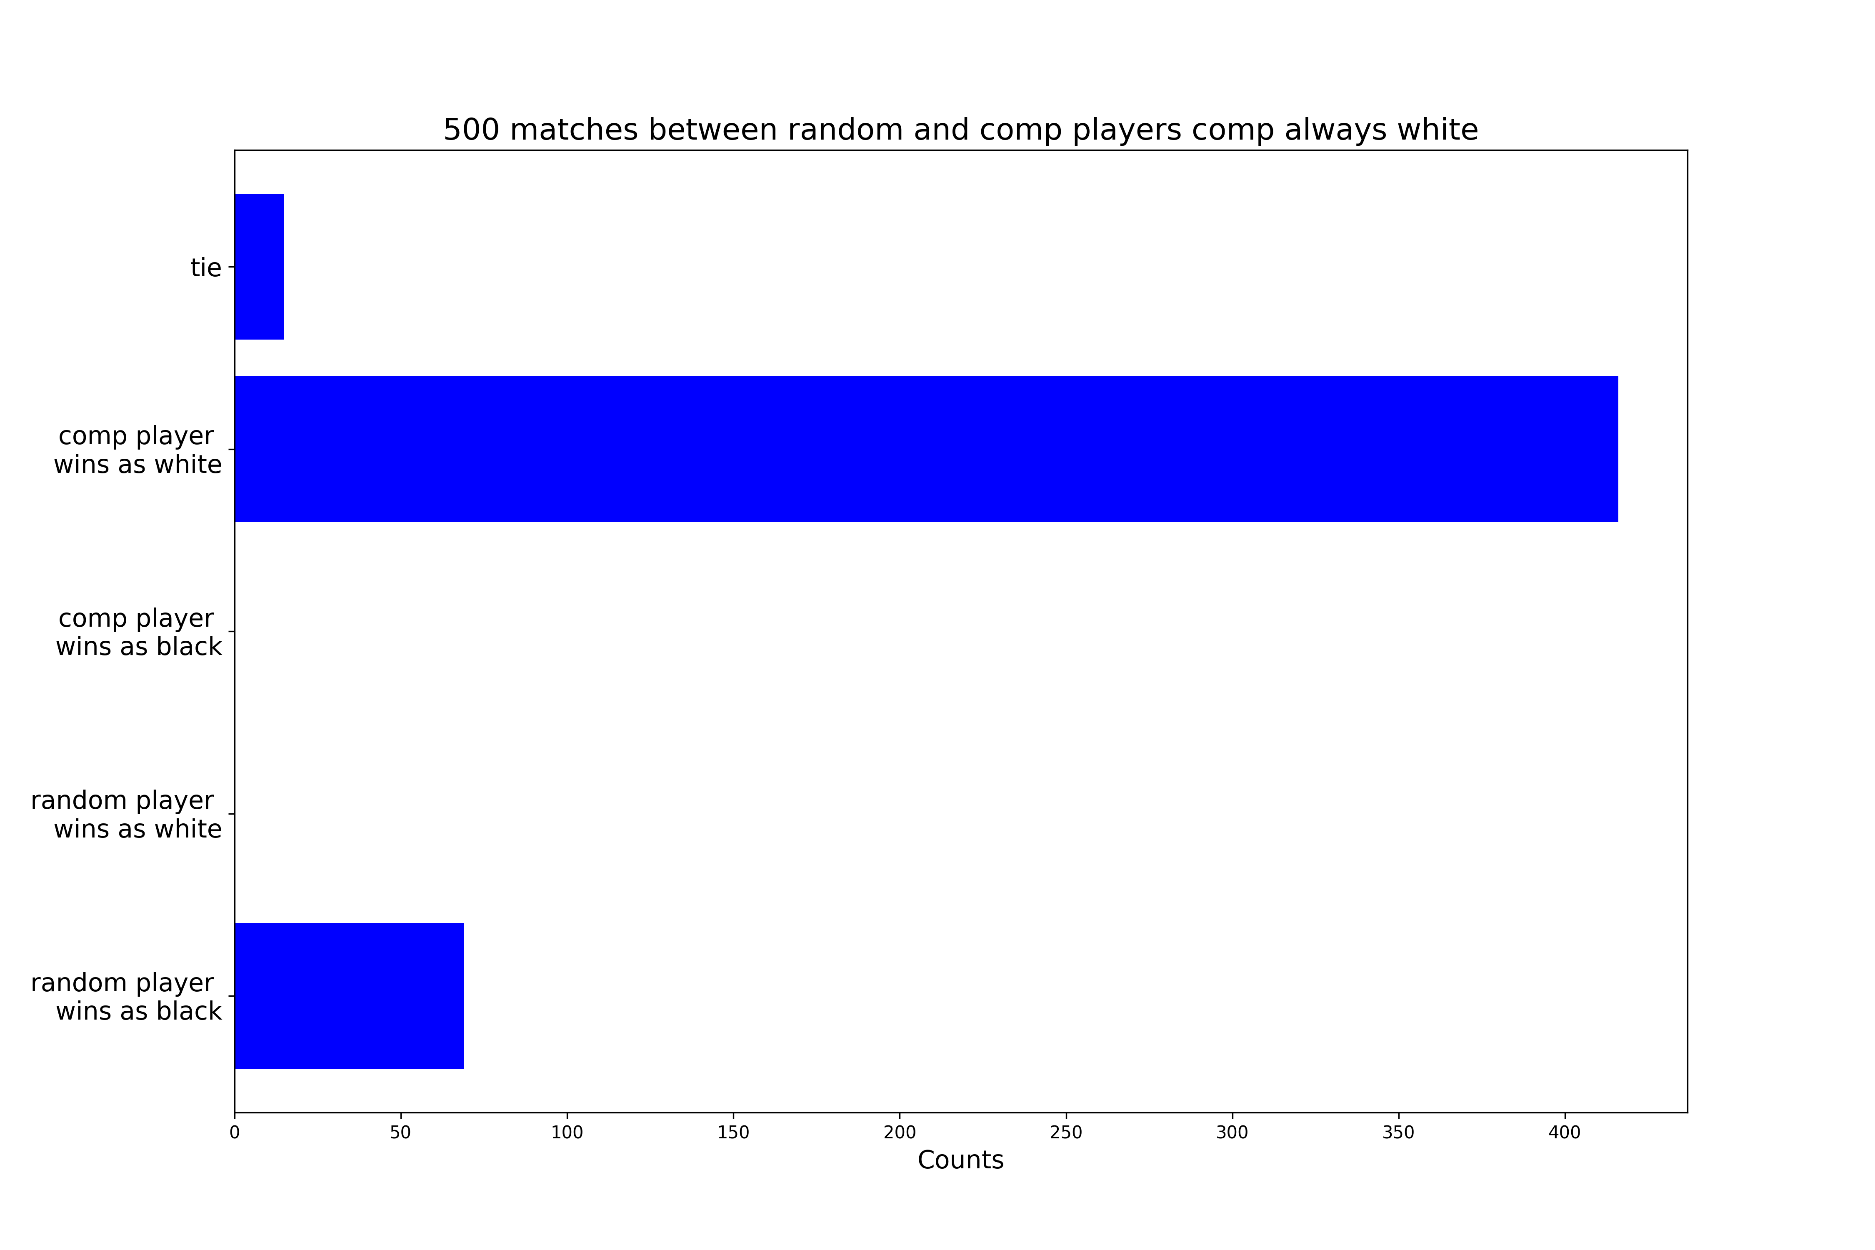 500 matches between random and comp players comp always white
tie
comp player
wins as white
comp player
wins as black
random player
wins as white
random player
wins as black
0 50 100 150 200 250 300 350 400
Counts